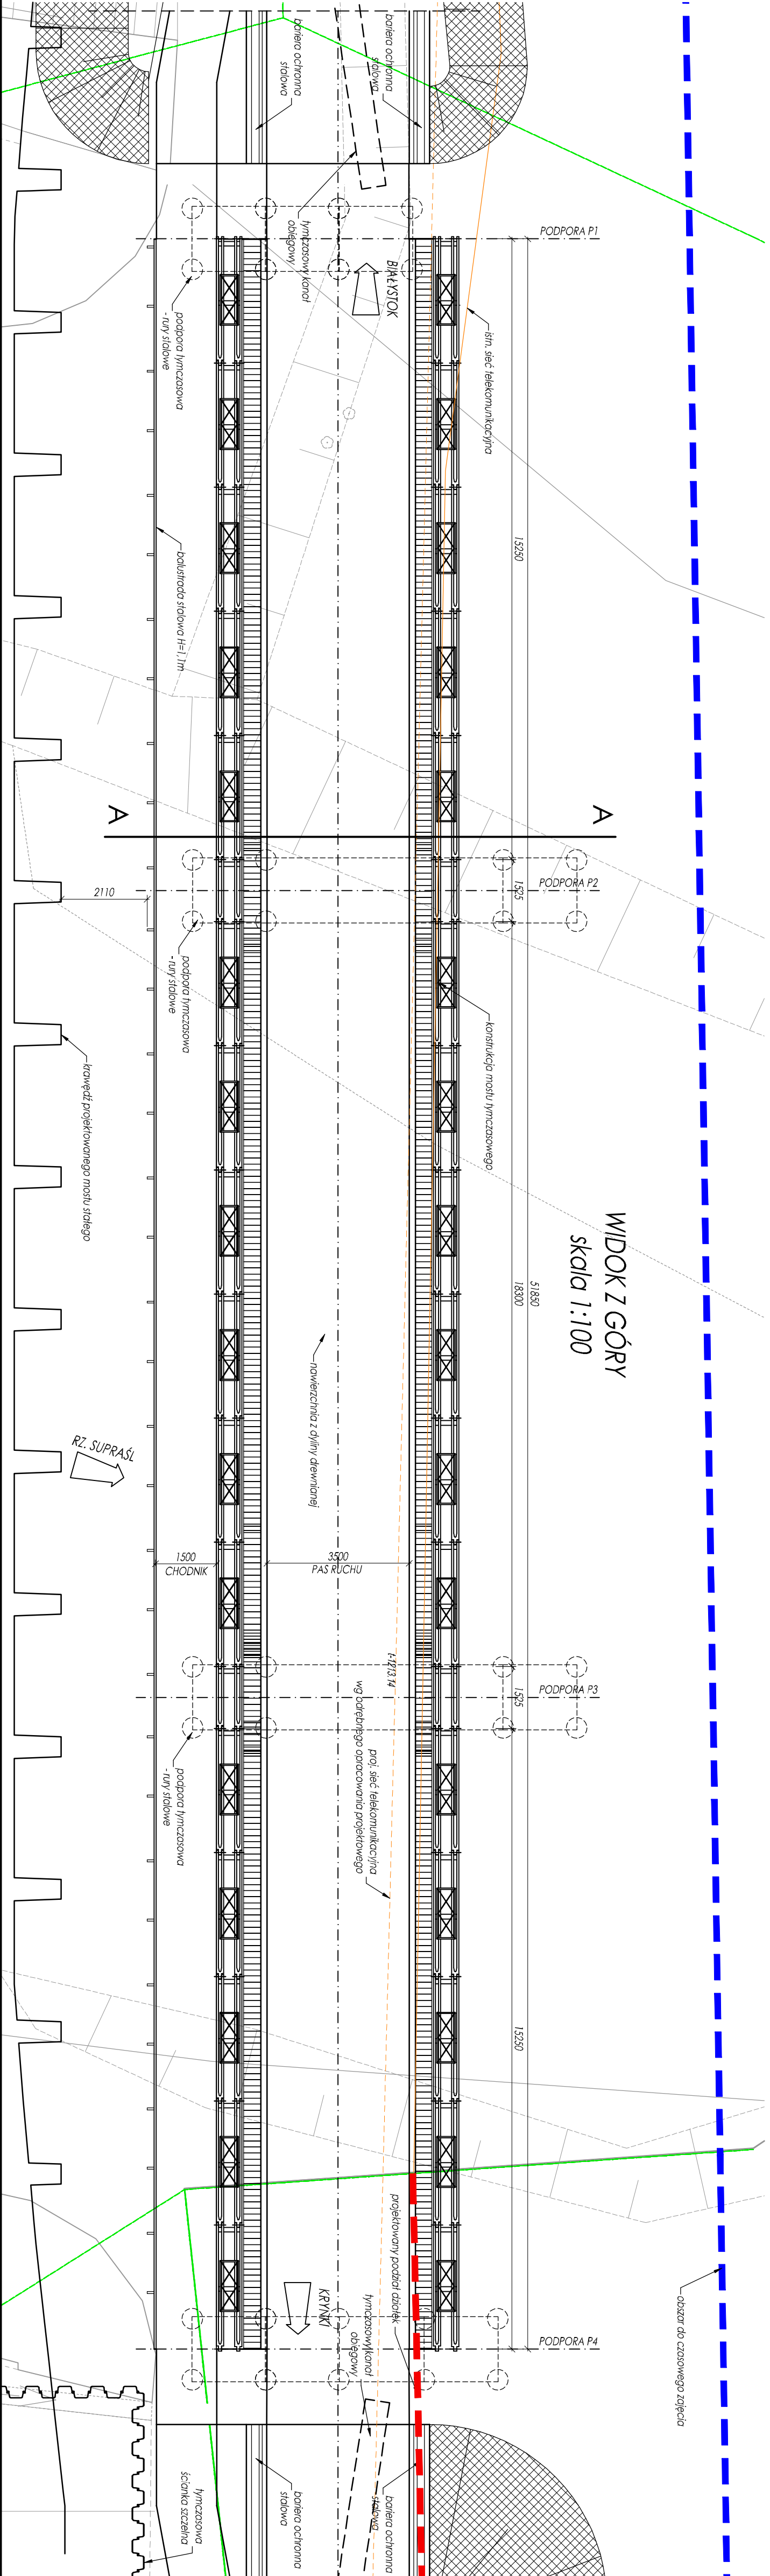 bariera ochronna
stalowa
bariera ochronna
stalowa
tymczasowy kanał
obiegowy
PODPORA P1
BIAŁYSTOK
podpora tymczasowa
- rury stalowe
istn. sieć telekomunikacyjna
15250
balustrada stalowa H=1,1m
A
A
1525
PODPORA P2
2110
podpora tymczasowa
- rury stalowe
konstrukcja mostu tymczasowego
krawędź projektowanego mostu stałego
WIDOK Z GÓRY
skala 1:100
51850
18300
nawierzchnia z dyliny drewnianej
RZ. SUPRAŚL
1500
CHODNIK
3500
PAS RUCHU
t-1213.14
1525
PODPORA P3
proj. sieć telekomunikacyjna
wg odrębnego opracowania projektowego
podpora tymczasowa
- rury stalowe
15250
projektowany podział działek
KRYNKI
tymczasowy kanał
obiegowy
PODPORA P4
obszar do czasowego zajęcia
tymczasowa
ścianka szczelna
bariera ochronna
stalowa
bariera ochronna
stalowa